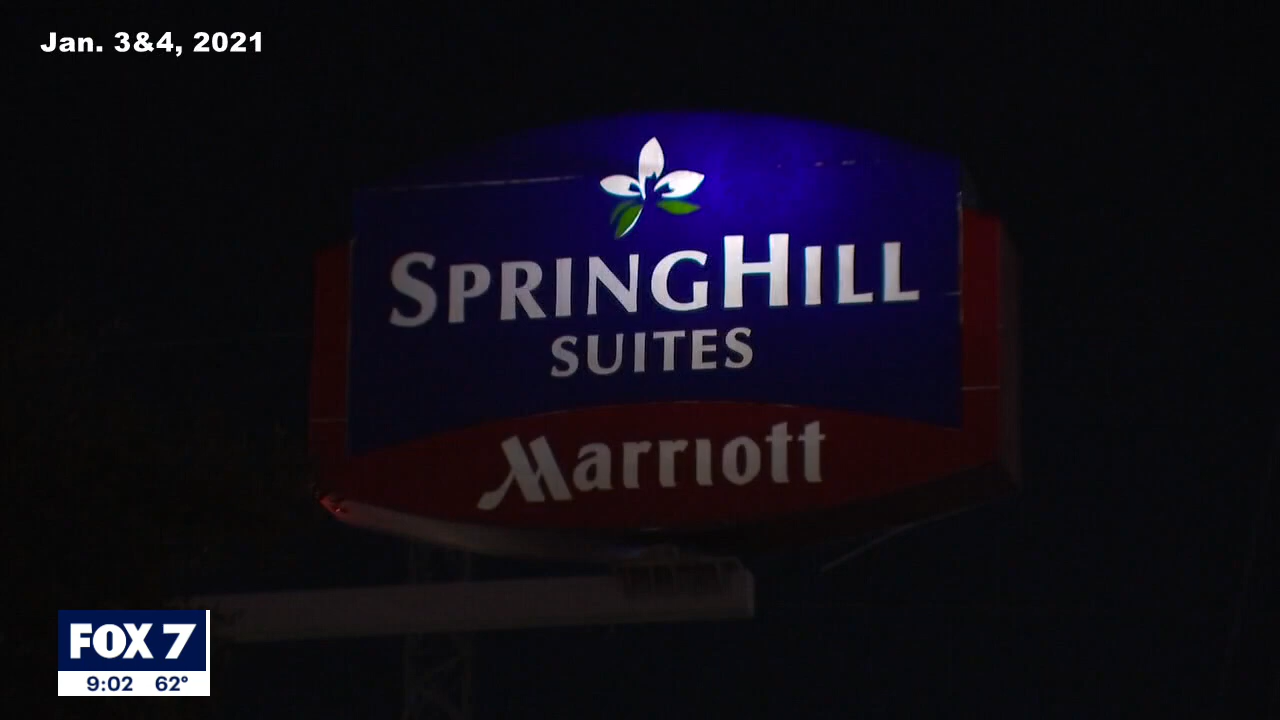 Jan. 3&4, 2021
SPRINGHILL
SUITES
Marriott
FOX 7
9:02 62°